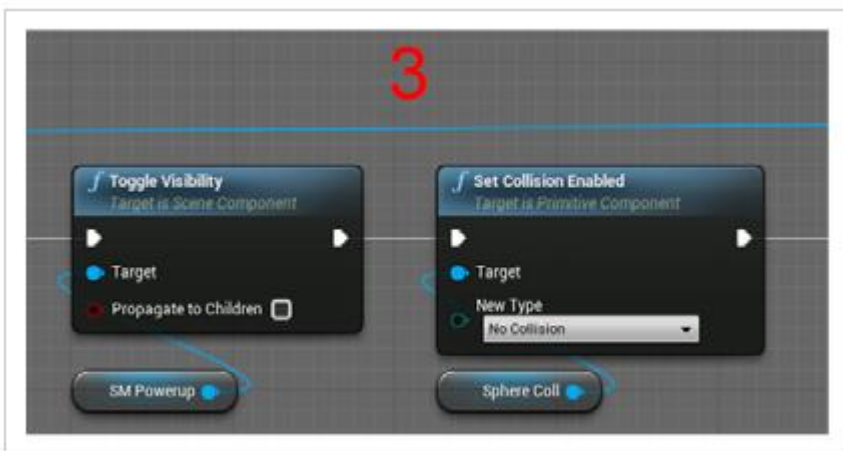 3
Toggle Visibility
Target is Scene Component
Target
Propagate to Children
SM Powerup
Set Collision Enabled
Target is Primitive Component
Target
New Type
No Collision
Sphere Coll